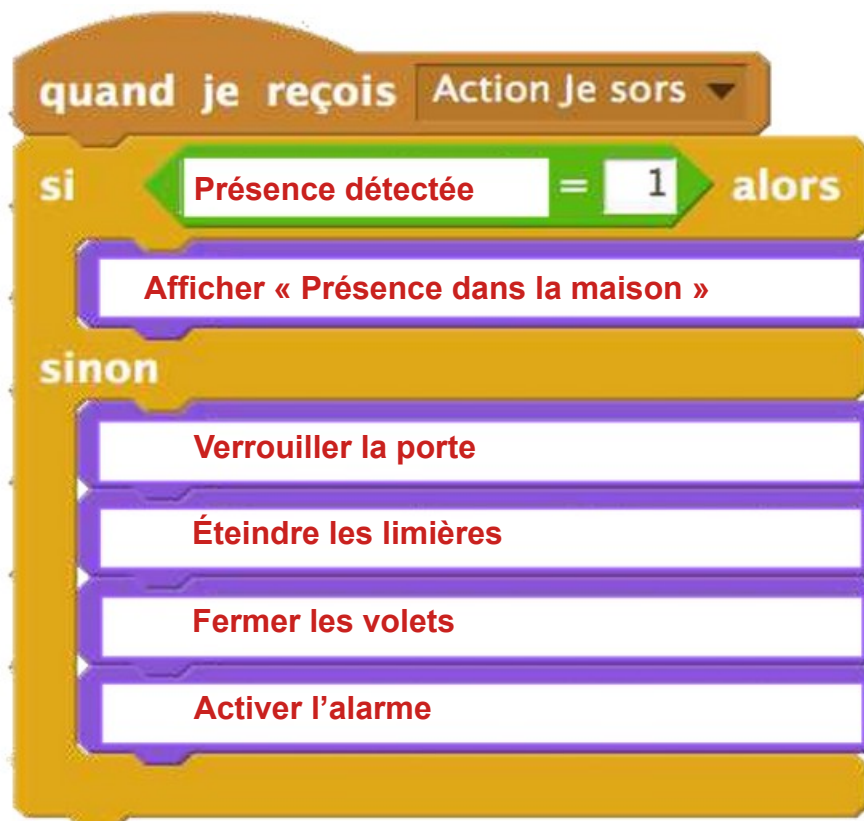 quand je reçois Action Je sors
si Présence détectée = 1 alors
Afficher « Présence dans la maison »
sinon
Verrouiller la porte
Éteindre les limières
Fermer les volets
Activer l’alarme